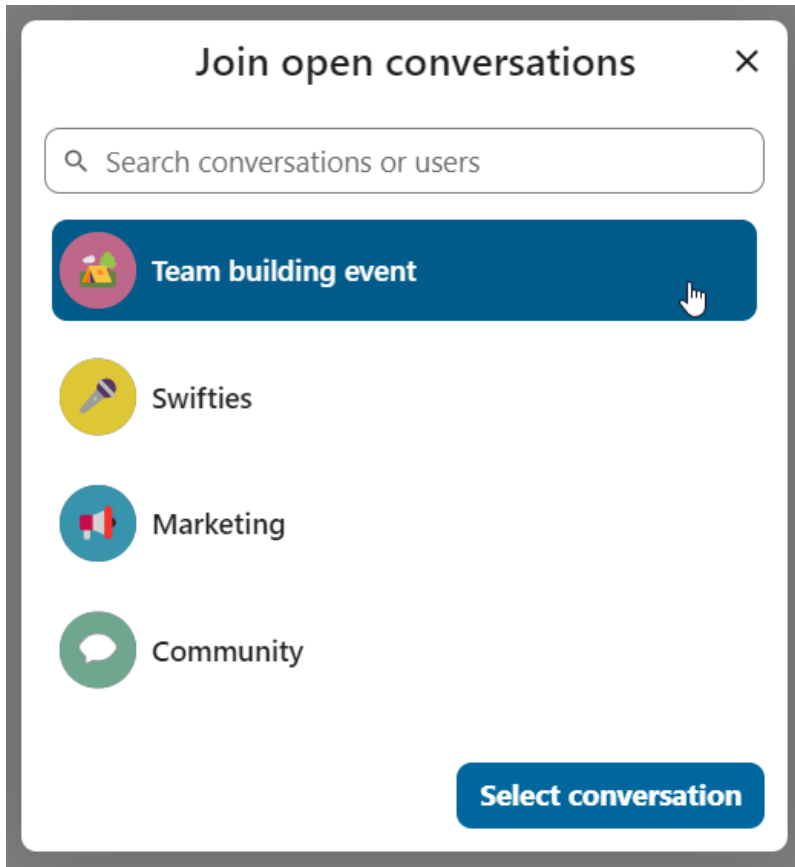 Join open conversations
Search conversations or users
Team building event
Swifties
Marketing
Community
Select conversation